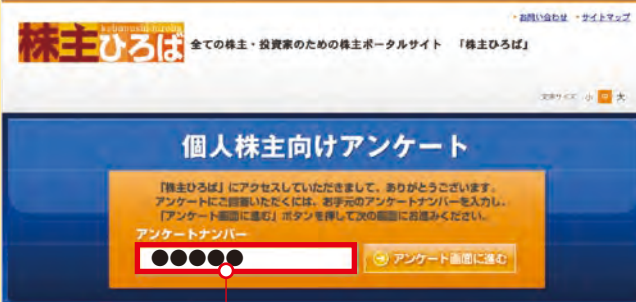 ・お問い合わせ ・サイトマップ
kabunushi-hiroba
株主ひろば 全ての株主・投資家のための株主ポータルサイト 「株主ひろば」
文字サイズ 小 中 大
個人株主向けアンケート
「株主ひろば」にアクセスしていただきまして、ありがとうございます。
アンケートにご回答いただくには、お手元のアンケートナンバーを入力し、
「アンケート画面に進む」ボタンを押して次の画面にお進みください。
アンケートナンバー
●●●●● アンケート画面に進む